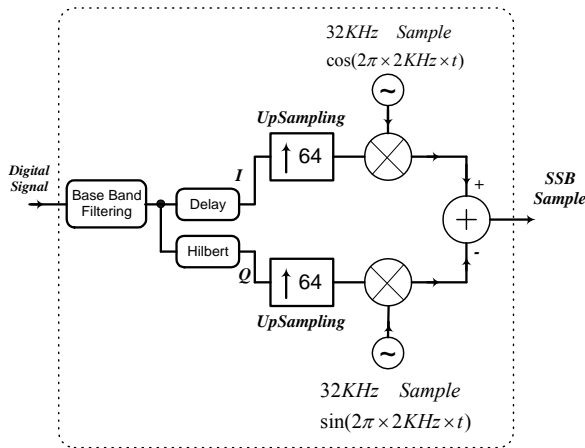 32KHz Sample
cos(2π×2KHz×t)
~
UpSampling
Digital
Signal
I
↑ 64
SSB
Sample
Base Band
Filtering
Delay
+
+
Hilbert
-
Q
↑ 64
UpSampling
~
32KHz Sample
sin(2π×2KHz×t)